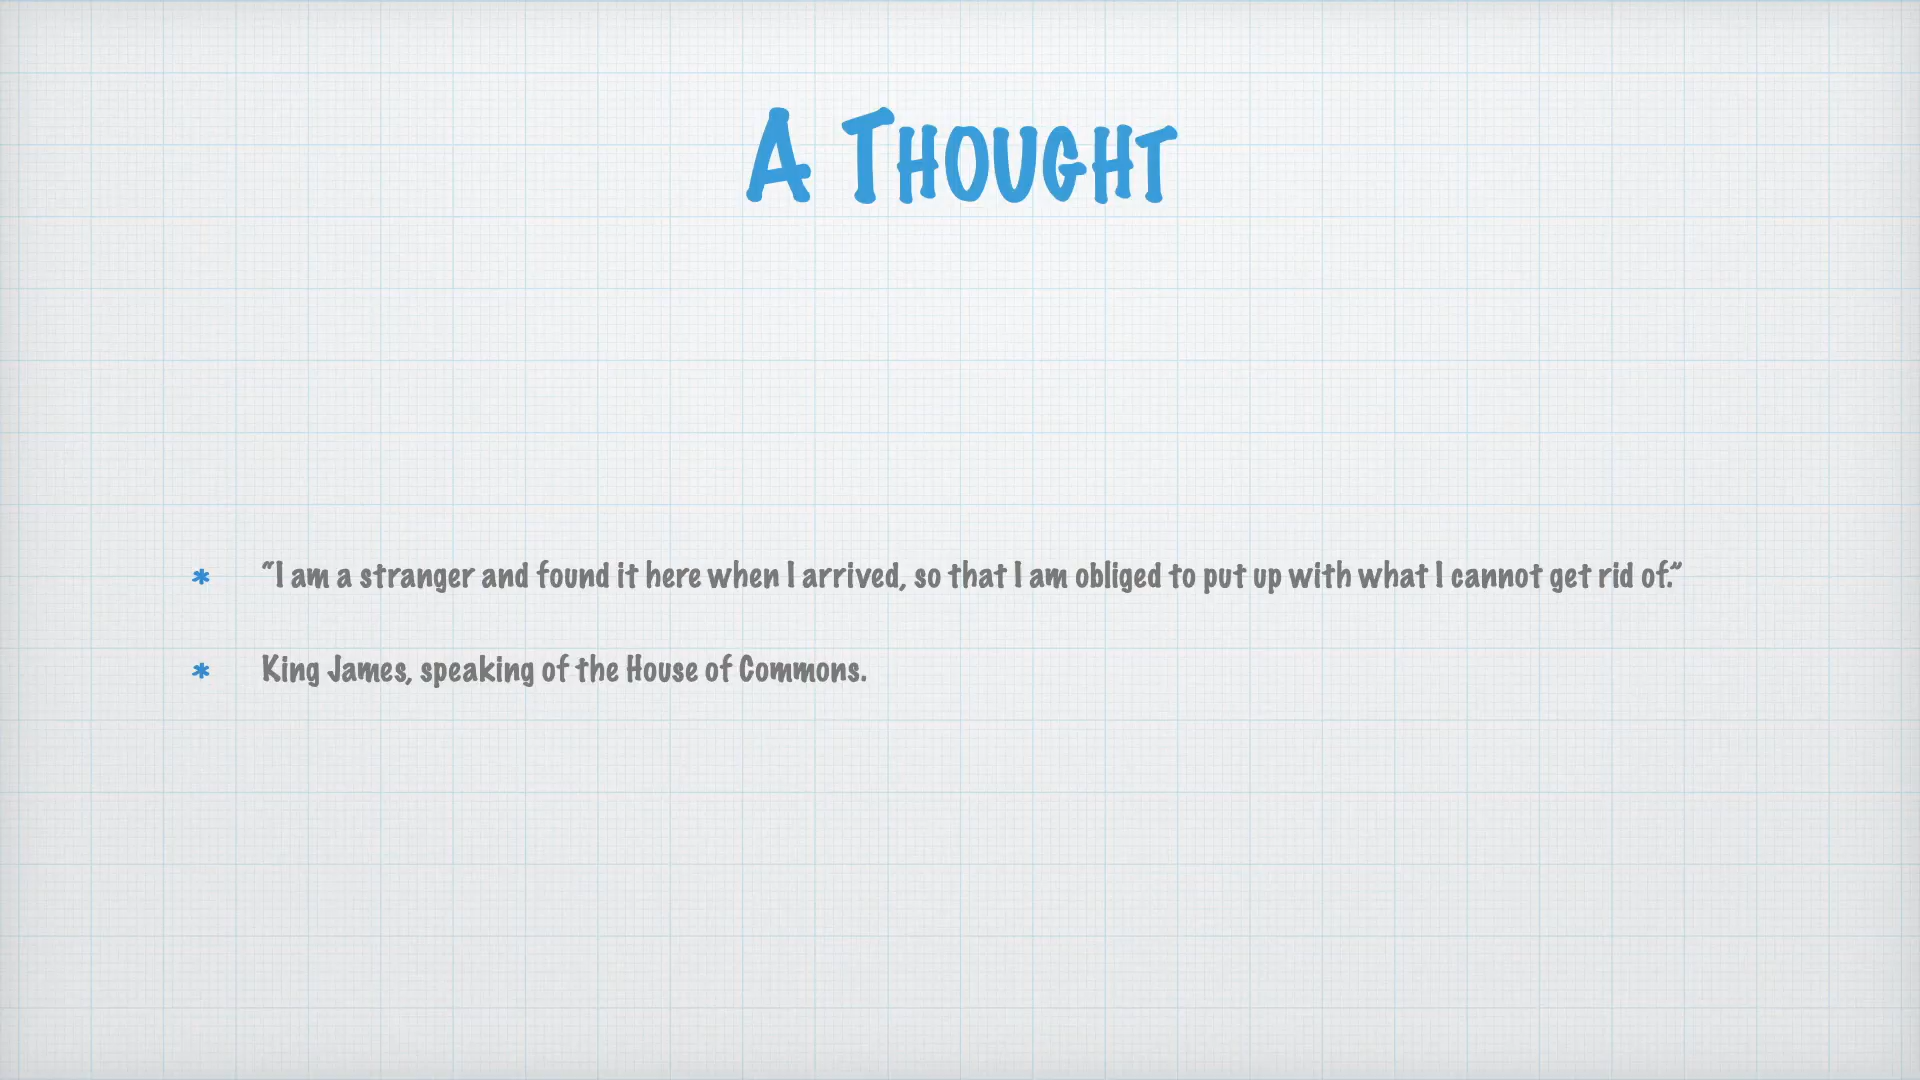 A Thought
* “I am a stranger and found it here when I arrived, so that I am obliged to put up with what I cannot get rid of.”
* King James, speaking of the House of Commons.